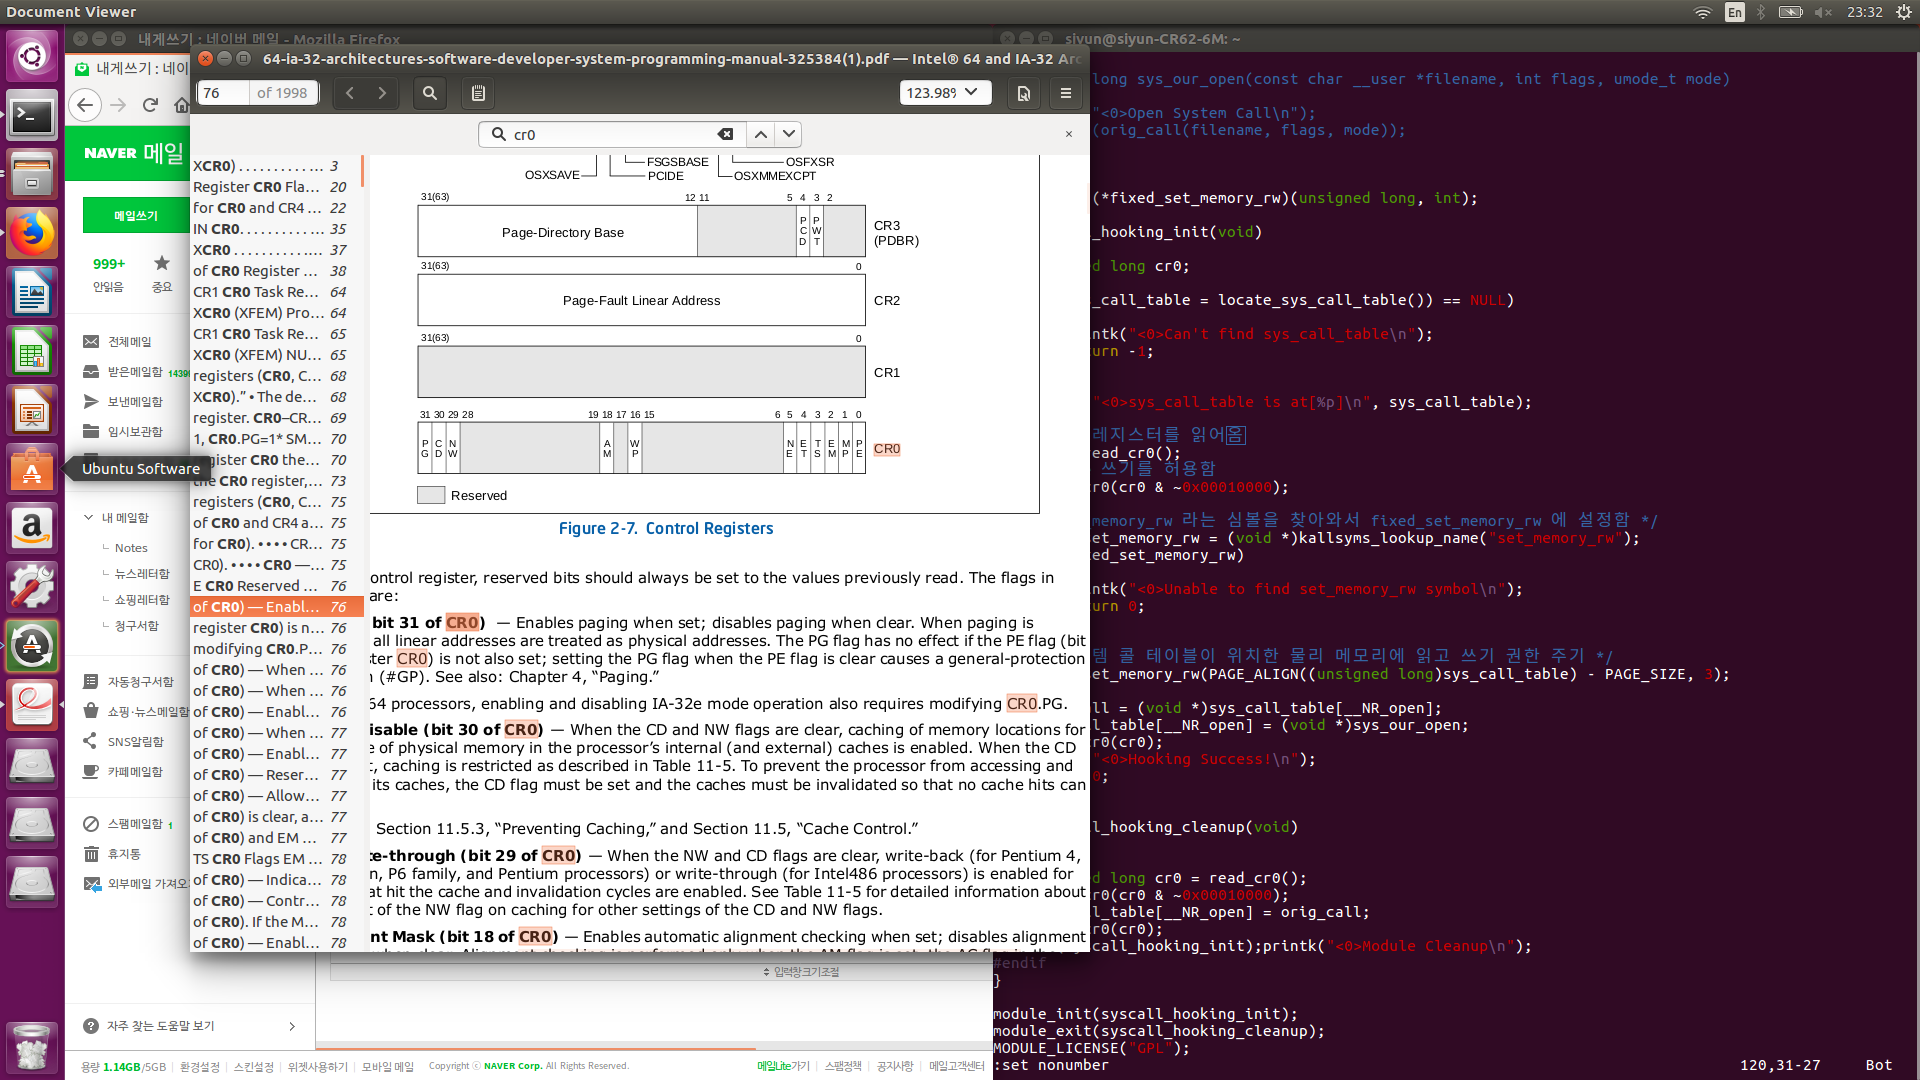 Document Viewer
En
23:32
내게쓰기 : 네이버 메일 - Mozilla Firefox
siyun@siyun-CR62-6M: ~
내게쓰기 : 네이
64-ia-32-architectures-software-developer-system-programming-manual-325384(1).pdf — Intel® 64 and IA-32 Arc
76
of 1998
123.98%
cr0
NAVER 메일
메일쓰기
999+
안읽음
중요
전체메일
받은메일함
보낸메일함
임시보관함
Ubuntu Software
내 메일함
Notes
뉴스레터함
쇼핑레터함
청구서함
자동청구서함
쇼핑·뉴스메일함
SNS알림함
카페메일함
스팸메일함 1
휴지통
외부메일 가져오
자주 찾는 도움말 보기
XCR0) . . . . . . . . . . . ... 3
Register CR0 Fla... 20
for CR0 and CR4 ... 22
IN CR0. . . . . . . . . ... 35
XCR0 . . . . . . . . . .... 37
of CR0 Register ... 38
CR1 CR0 Task Re... 64
XCR0 (XFEM) Pro... 64
CR1 CR0 Task Re... 65
XCR0 (XFEM) NU... 65
registers (CR0, C... 68
XCR0).” • The de... 68
register. CR0–CR... 69
1, CR0.PG=1* SM... 70
register CR0 the... 70
the CR0 register,... 73
registers (CR0, C... 75
of CR0 and CR4 a... 75
for CR0). • • • • CR... 75
CR0). • • • • CR0 —... 75
E CR0 Reserved ... 76
of CR0) — Enabl... 76
register CR0) is n... 76
modifying CR0.P... 76
of CR0) — When ... 76
of CR0) — When ... 76
of CR0) — Enabl... 76
of CR0) — When ... 76
of CR0) — Enabl... 77
of CR0) — Reser... 77
of CR0) — Allow... 77
of CR0) is clear, a... 77
of CR0) and EM ... 77
TS CR0 Flags EM ... 78
of CR0) — Indica... 78
of CR0) — Contr... 78
of CR0). If the M... 78
of CR0) — Enabl... 78
FSGSBASE
OSFXSR
OSXSAVE
PCIDE
OSXMMEXCPT
31(63) 12 11 5 4 3 2
Page-Directory Base
PCD
PWT
CR3
(PDBR)
31(63) 0
Page-Fault Linear Address
CR2
31(63) 0
CR1
31 30 29 28 19 18 17 16 15 6 5 4 3 2 1 0
PG
CD
NW
AM
WP
NE
ET
TS
EM
MP
PE
CR0
Reserved
Figure 2-7. Control Registers
ontrol register, reserved bits should always be set to the values previously read. The flags in
are:
bit 31 of CR0) — Enables paging when set; disables paging when clear. When paging is
all linear addresses are treated as physical addresses. The PG flag has no effect if the PE flag (bit
ter CR0) is not also set; setting the PG flag when the PE flag is clear causes a general-protection
n (#GP). See also: Chapter 4, “Paging.”
64 processors, enabling and disabling IA-32e mode operation also requires modifying CR0.PG.
isable (bit 30 of CR0) — When the CD and NW flags are clear, caching of memory locations for
e of physical memory in the processor’s internal (and external) caches is enabled. When the CD
t, caching is restricted as described in Table 11-5. To prevent the processor from accessing and
its caches, the CD flag must be set and the caches must be invalidated so that no cache hits can
Section 11.5.3, “Preventing Caching,” and Section 11.5, “Cache Control.”
te-through (bit 29 of CR0) — When the NW and CD flags are clear, write-back (for Pentium 4,
n, P6 family, and Pentium processors) or write-through (for Intel486 processors) is enabled for
at hit the cache and invalidation cycles are enabled. See Table 11-5 for detailed information about
t of the NW flag on caching for other settings of the CD and NW flags.
nt Mask (bit 18 of CR0) — Enables automatic alignment checking when set; disables alignment
입력창크기조절
용량 1.14GB/5GB 환경설정 스킨설정 위젯사용하기 모바일 메일 Copyright ⓒ NAVER Corp. All Rights Reserved. 메일Lite가기 스팸정책 공지사항 메일고객센터
long sys_our_open(const char __user *filename, int flags, umode_t mode)
"<0>Open System Call\n");
(orig_call(filename, flags, mode));
(*fixed_set_memory_rw)(unsigned long, int);
l_hooking_init(void)
d long cr0;
_call_table = locate_sys_call_table()) == NULL)
ntk("<0>Can't find sys_call_table\n");
urn -1;
"<0>sys_call_table is at[%p]\n", sys_call_table);
레지스터를 읽어옴
read_cr0();
쓰기를 허용함
r0(cr0 & ~0x00010000);
memory_rw 라는 심볼을 찾아와서 fixed_set_memory_rw 에 설정함 */
et_memory_rw = (void *)kallsyms_lookup_name("set_memory_rw");
ed_set_memory_rw)
ntk("<0>Unable to find set_memory_rw symbol\n");
urn 0;
템 콜 테이블이 위치한 물리 메모리에 읽고 쓰기 권한 주기 */
et_memory_rw(PAGE_ALIGN((unsigned long)sys_call_table) - PAGE_SIZE, 3);
ll = (void *)sys_call_table[__NR_open];
l_table[__NR_open] = (void *)sys_our_open;
r0(cr0);
"<0>Hooking Success!\n");
0;
l_hooking_cleanup(void)
d long cr0 = read_cr0();
r0(cr0 & ~0x00010000);
l_table[__NR_open] = orig_call;
r0(cr0);
call_hooking_init);printk("<0>Module Cleanup\n");
#endif
}
module_init(syscall_hooking_init);
module_exit(syscall_hooking_cleanup);
MODULE_LICENSE("GPL");
:set nonumber
120,31-27
Bot